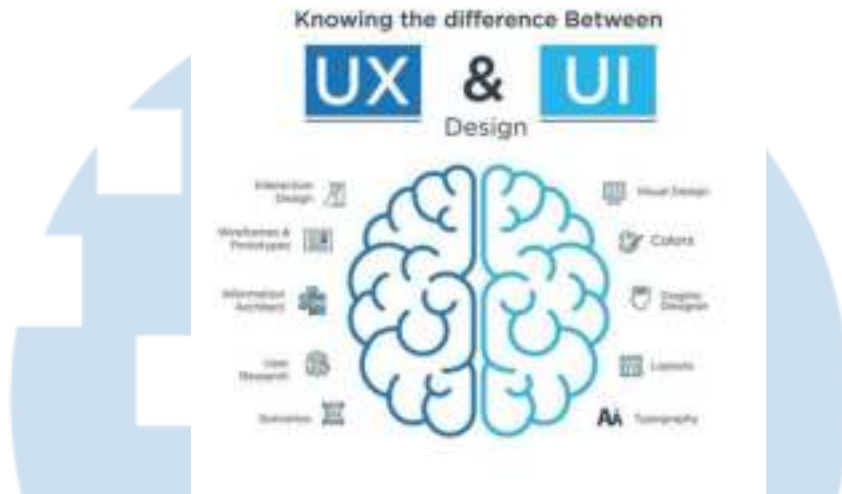 Knowing the difference Between
UX & UI
Design
Interaction
Design
Visual Design
Wireframes &
Prototypes
Colors
Information
Architect
Graphic
Designer
User
Research
Layouts
Scenarios
Typography